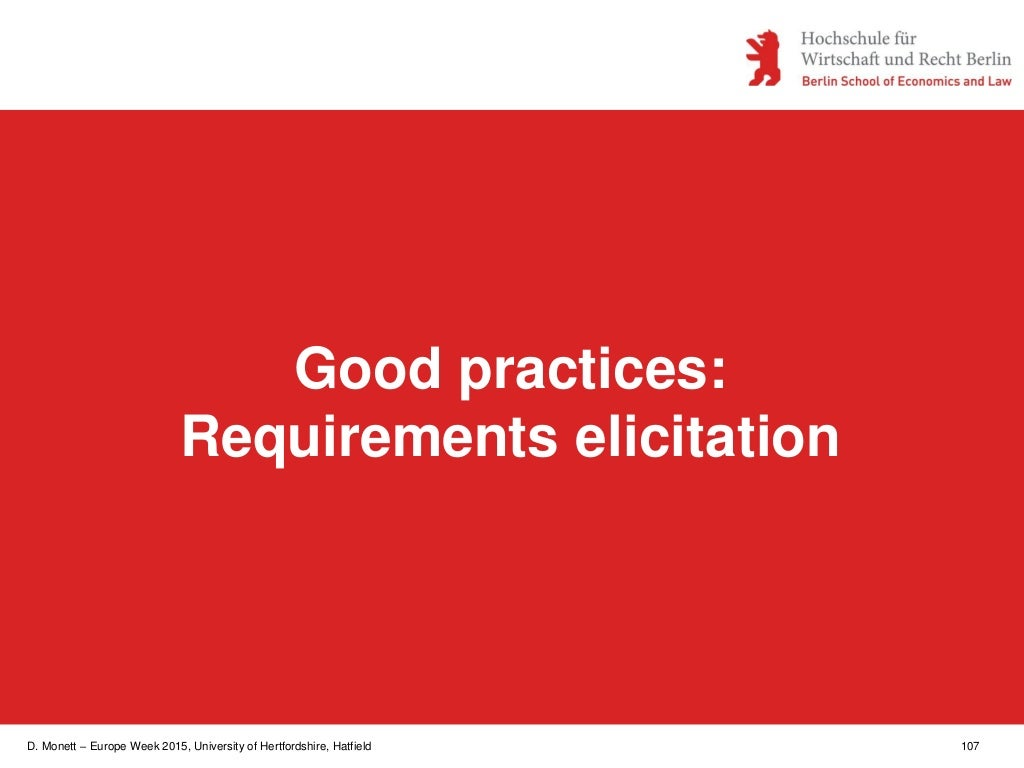 Hochschule für
Wirtschaft und Recht Berlin
Berlin School of Economics and Law
Good practices:
Requirements elicitation
D. Monett – Europe Week 2015, University of Hertfordshire, Hatfield
107